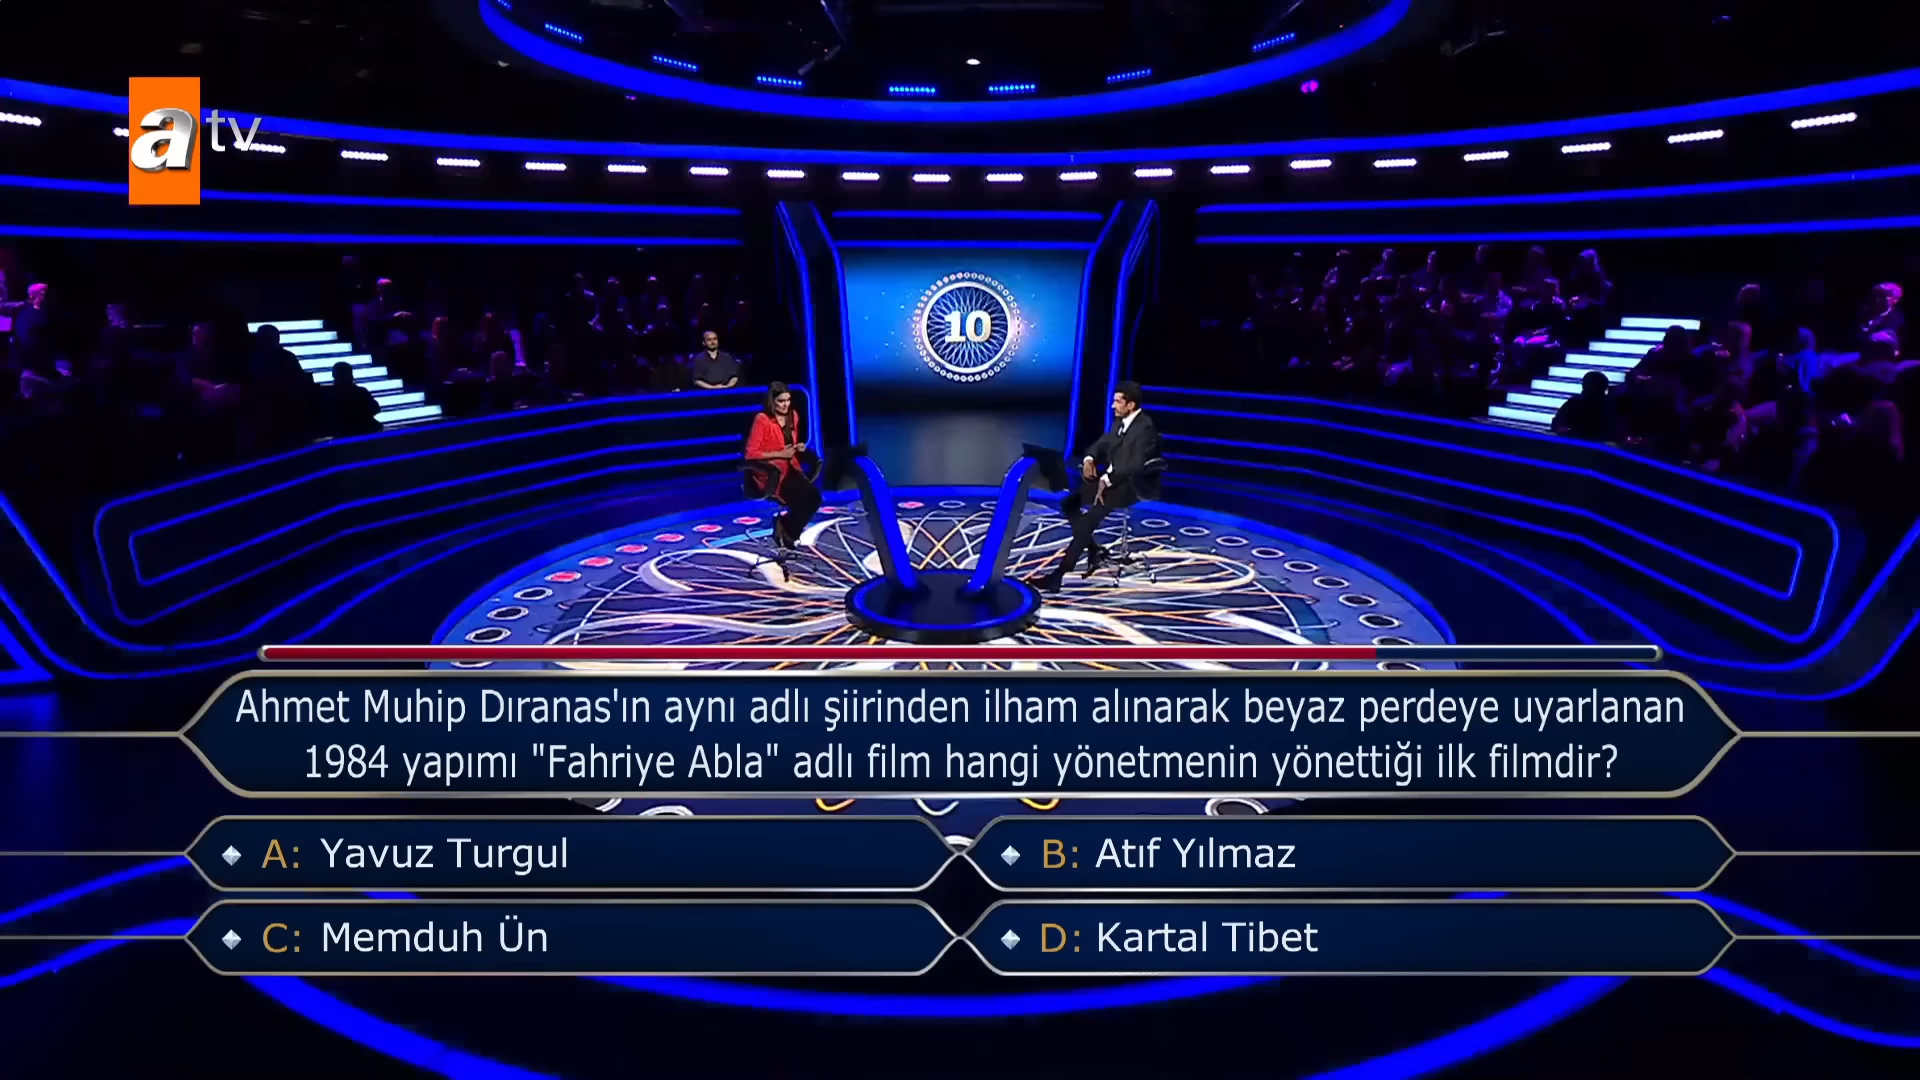 atv
10
Ahmet Muhip Dıranas'ın aynı adlı şiirinden ilham alınarak beyaz perdeye uyarlanan
1984 yapımı "Fahriye Abla" adlı film hangi yönetmenin yönettiği ilk filmdir?
A: Yavuz Turgul
B: Atıf Yılmaz
C: Memduh Ün
D: Kartal Tibet